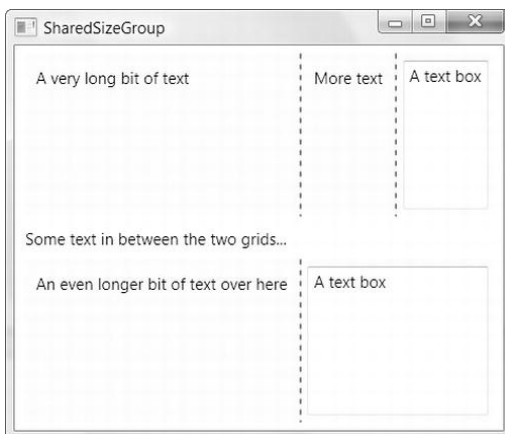 SharedSizeGroup
A very long bit of text More text A text box
Some text in between the two grids...
An even longer bit of text over here A text box